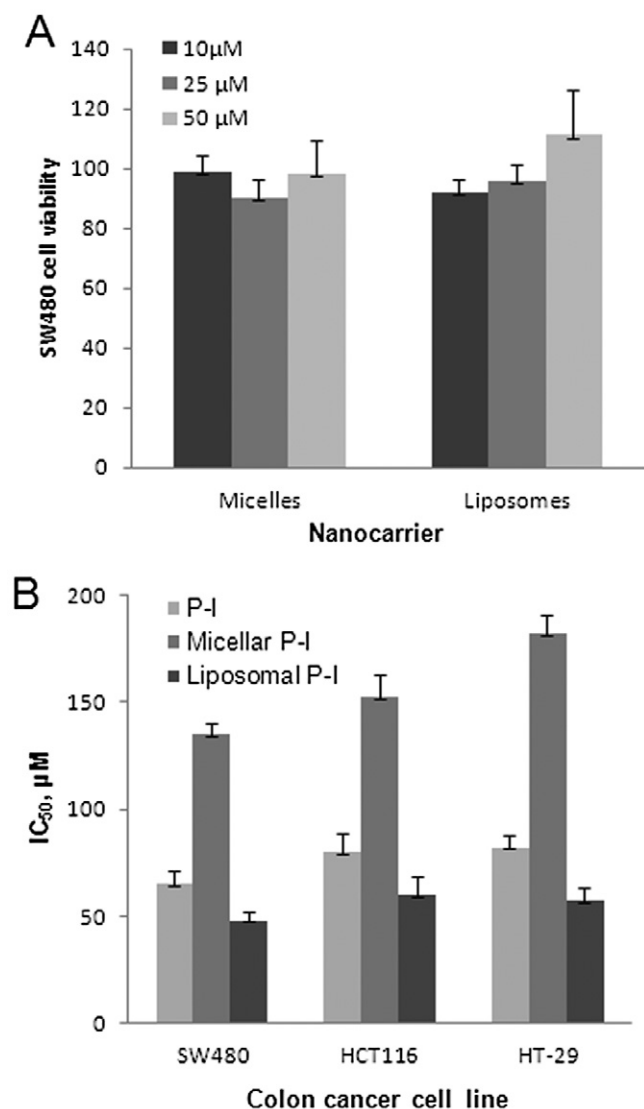 A
10µM
25 µM
50 µM
140
120
100
80
60
40
20
0
SW480 cell viability
Micelles Liposomes
Nanocarrier
B
P-I
Micellar P-I
Liposomal P-I
200
150
100
50
0
IC50, µM
SW480 HCT116 HT-29
Colon cancer cell line